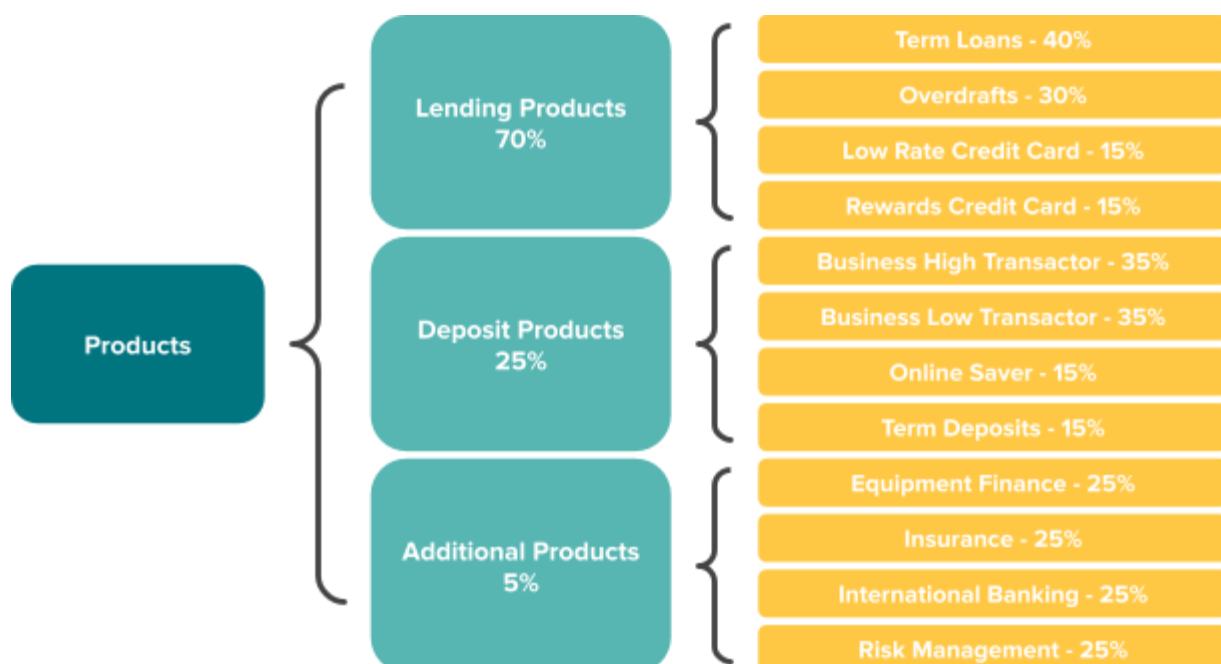 Products
Lending Products
70%
Term Loans - 40%
Overdrafts - 30%
Low Rate Credit Card - 15%
Rewards Credit Card - 15%
Deposit Products
25%
Business High Transactor - 35%
Business Low Transactor - 35%
Online Saver - 15%
Term Deposits - 15%
Additional Products
5%
Equipment Finance - 25%
Insurance - 25%
International Banking - 25%
Risk Management - 25%